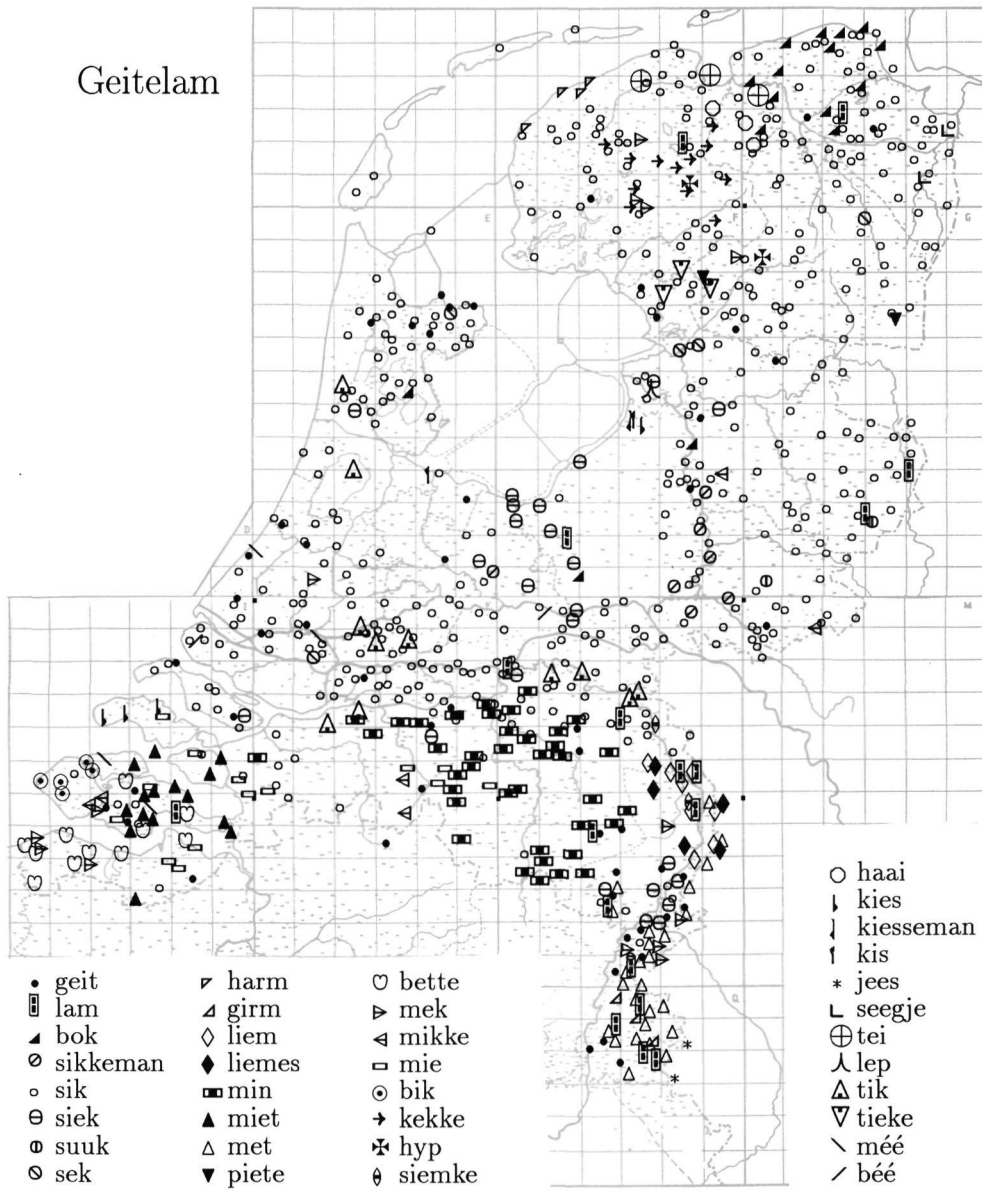 Geitelam
E
F
G
D
I
M
Q
geit
lam
bok
sikkeman
sik
siek
suuk
sek
harm
girm
liem
liemes
min
miet
met
piete
bette
mek
mikke
mie
bik
kekke
hyp
siemke
haai
kies
kiesseman
kis
jees
seegje
tei
lep
tik
tieke
méé
béé